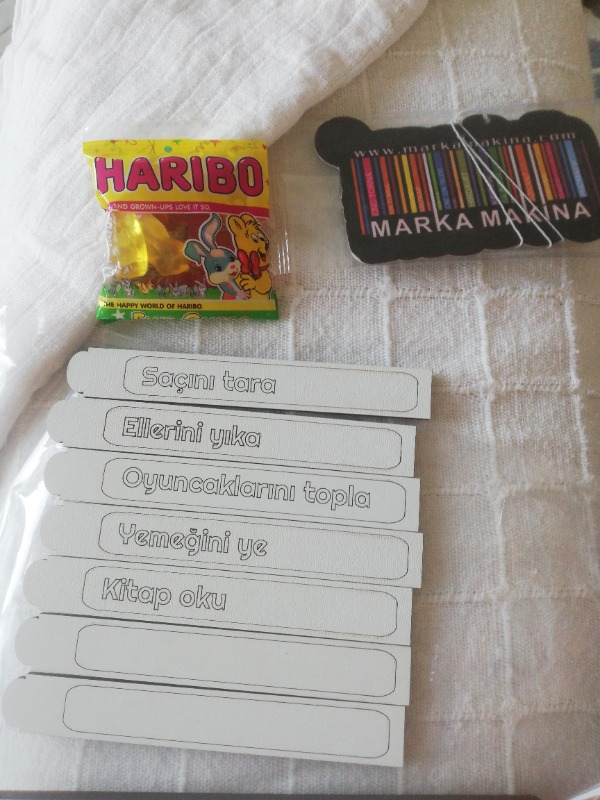 HARIBO
AND GROWN-UPS LOVE IT SO
THE HAPPY WORLD OF HARIBO
www.markamakina.com
MARKA MAKINA
Saçını tara
Ellerini yıka
Oyuncaklarını topla
Yemeğini ye
Kitap oku